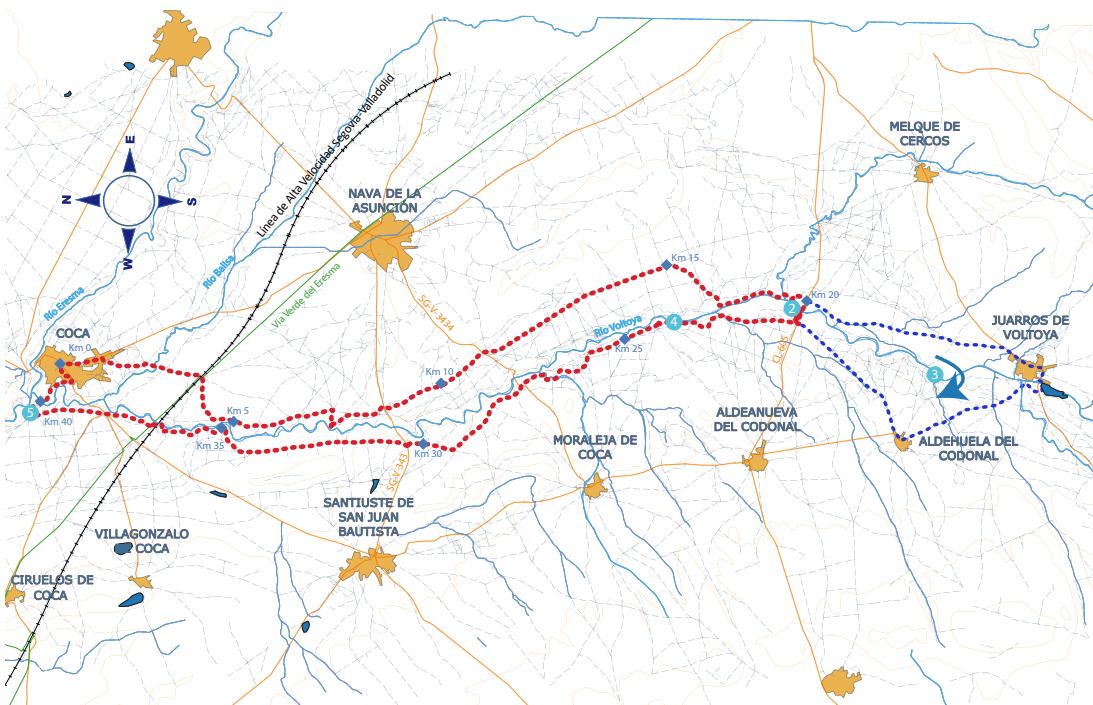 Línea de Alta Velocidad Segovia-Valladolid
MELQUE DE
CERCOS
E
N
S
W
NAVA DE LA
ASUNCIÓN
Río Eresma
Río Balisa
Vía Verde del Eresma
SG-V-3434
Km 15
Km 20
2
COCA
Km 0
Río Voltoya
4
Km 25
CL-605
JUARROS DE
VOLTOYA
3
Km 10
5
Km 40
Km 5
Km 35
Km 30
ALDEANUEVA
DEL CODONAL
MORALEJA DE
COCA
ALDEHUELA DEL
CODONAL
SG-V-343
SANTIUSTE DE
SAN JUAN
BAUTISTA
VILLAGONZALO
COCA
CIRUELOS DE
COCA